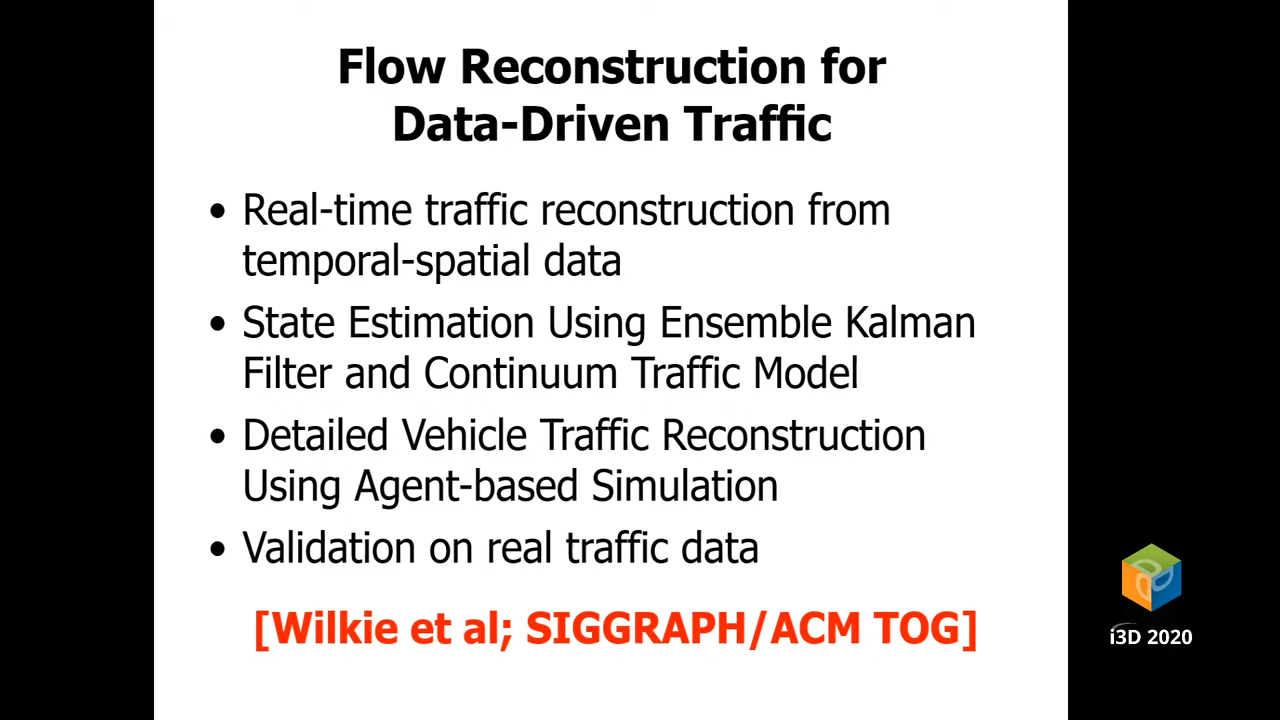 Flow Reconstruction for
Data-Driven Traffic
• Real-time traffic reconstruction from
temporal-spatial data
• State Estimation Using Ensemble Kalman
Filter and Continuum Traffic Model
• Detailed Vehicle Traffic Reconstruction
Using Agent-based Simulation
• Validation on real traffic data
[Wilkie et al; SIGGRAPH/ACM TOG]
i3D 2020